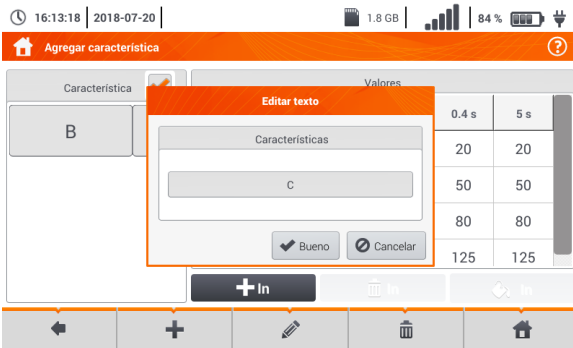 16:13:18 2018-07-20 1.8 GB 84 %
Agregar característica
Característica Valores
Editar texto
0.4 s 5 s
B
Características
20 20
C
50 50
80 80
Bueno Cancelar
125 125
In In In